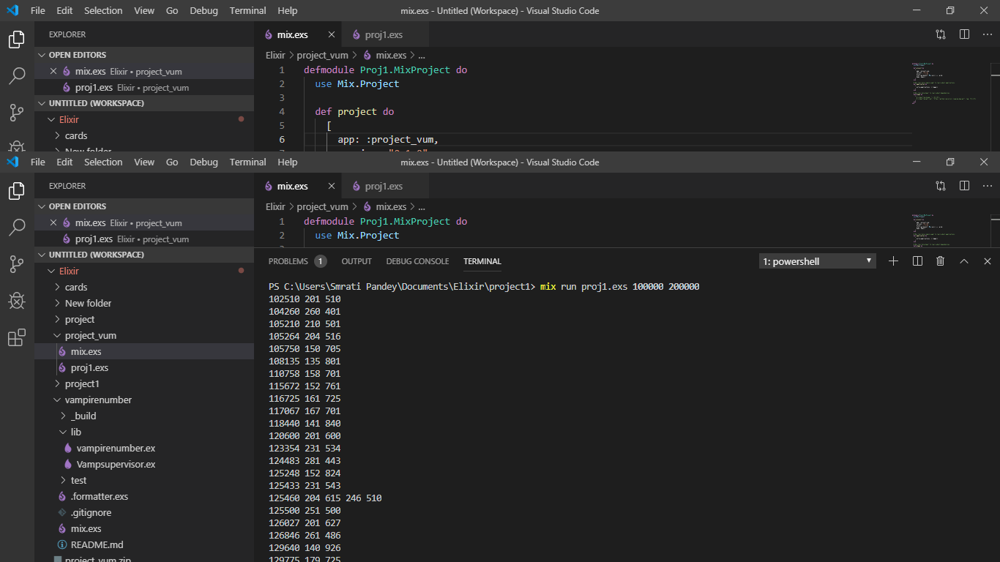 File Edit Selection View Go Debug Terminal Help mix.exs - Untitled (Workspace) - Visual Studio Code
EXPLORER
OPEN EDITORS
mix.exs Elixir • project_vum
proj1.exs Elixir • project_vum
UNTITLED (WORKSPACE)
Elixir
cards
New folder
mix.exs proj1.exs
Elixir > project_vum > mix.exs > ...
1 defmodule Proj1.MixProject do
2 use Mix.Project
3
4 def project do
5 [
6 app: :project_vum,
File Edit Selection View Go Debug Terminal Help mix.exs - Untitled (Workspace) - Visual Studio Code
EXPLORER
OPEN EDITORS
mix.exs Elixir • project_vum
proj1.exs Elixir • project_vum
UNTITLED (WORKSPACE)
Elixir
cards
New folder
project
project_vum
mix.exs
proj1.exs
project1
vampirenumber
_build
lib
vampirenumber.ex
Vampsupervisor.ex
test
.formatter.exs
.gitignore
mix.exs
README.md
project_vum.zip
mix.exs proj1.exs
Elixir > project_vum > mix.exs > ...
1 defmodule Proj1.MixProject do
2 use Mix.Project
PROBLEMS 1 OUTPUT DEBUG CONSOLE TERMINAL 1: powershell
PS C:\Users\Smrati Pandey\Documents\Elixir\project1> mix run proj1.exs 100000 200000
102510 201 510
104260 260 401
105210 210 501
105264 204 516
105750 150 705
108135 135 801
110758 158 701
115672 152 761
116725 161 725
117067 167 701
118440 141 840
120600 201 600
123354 231 534
124483 281 443
125248 152 824
125433 231 543
125460 204 615 246 510
125500 251 500
126027 201 627
126846 261 486
129640 140 926
129775 179 725